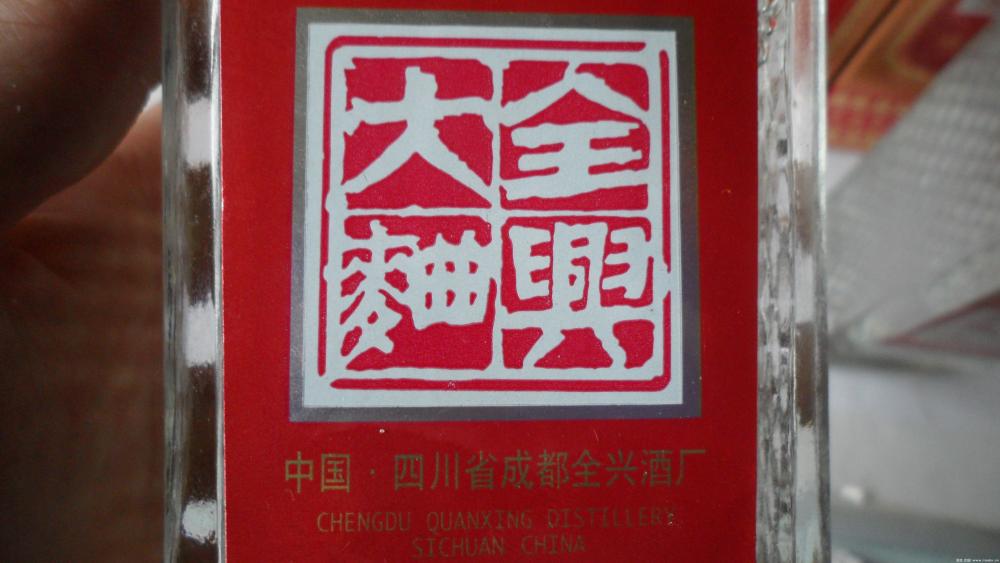 全興
大麯
中国·四川省成都全兴酒厂
CHENGDU QUANXING DISTILLERY
SICHUAN CHINA